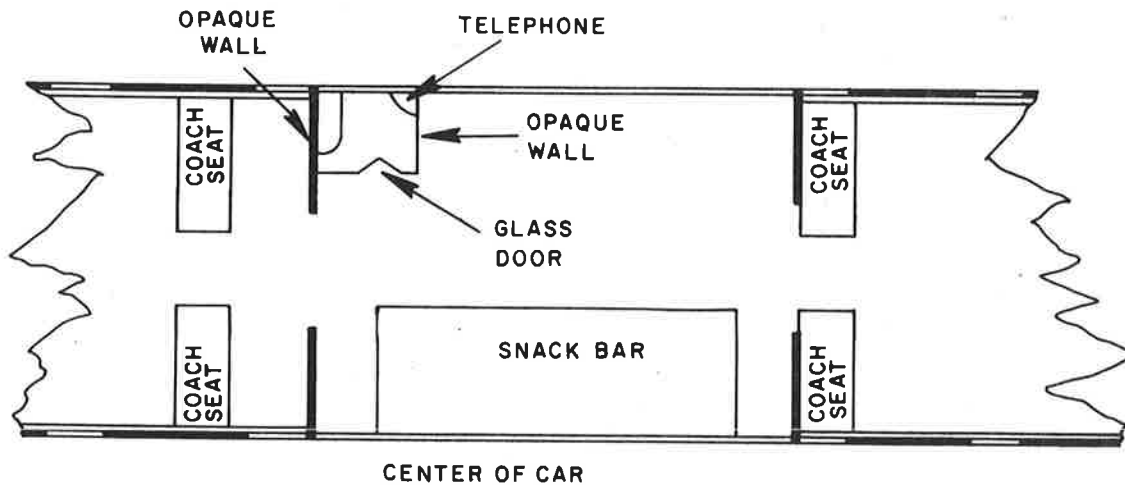 OPAQUE
WALL
TELEPHONE
OPAQUE
WALL
COACH
SEAT
COACH
SEAT
GLASS
DOOR
COACH
SEAT
SNACK BAR
COACH
SEAT
CENTER OF CAR